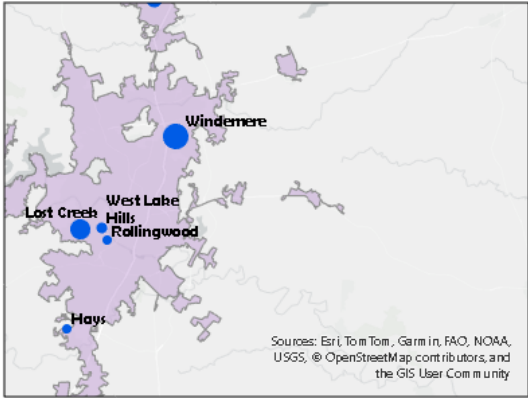 Windemere
West Lake
Hills
Lost Creek
Rollingwood
Hays
Sources: Esri, TomTom, Garmin, FAO, NOAA,
USGS, © OpenStreetMap contributors, and
the GIS User Community